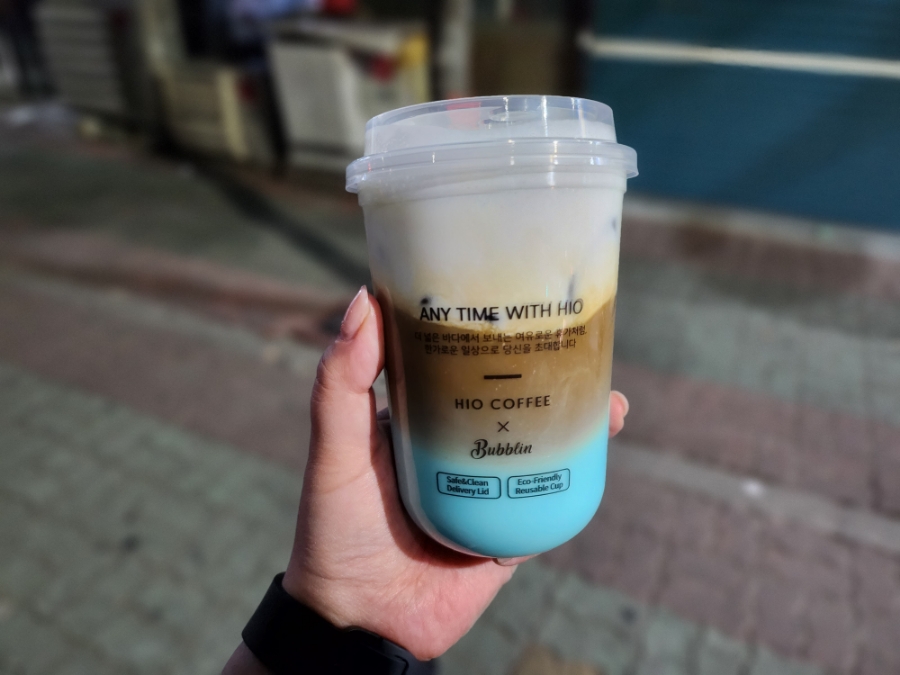 ANY TIME WITH HIO
넓은 바다에서 보내는 여유로운 휴가처럼,
한가로운 일상으로 당신을 초대합니다
HIO COFFEE
×
Bubblin
Safe&Clean
Delivery Lid
Eco-Friendly
Reusable Cup